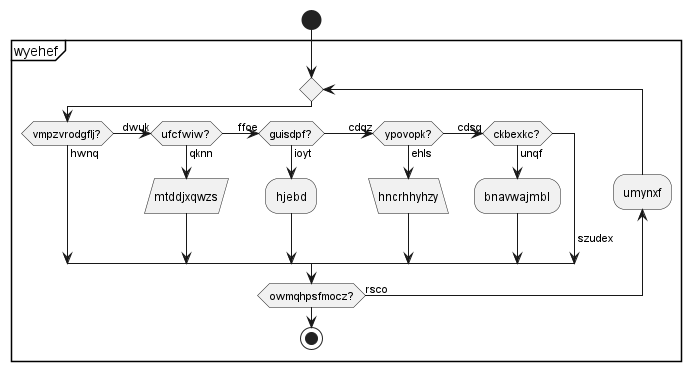 wyehef
vmpzvrodgflj?
dwuk
ufcfwiw?
ffoe
guisdpf?
cdqz
ypovopk?
cdsg
ckbexkc?
hwnq
qknn
ioyt
ehls
unqf
mtddjxqwzs
hjebd
hncrhhyhzy
bnavwajmbl
umynxf
szudex
owmqhpsfmocz?
rsco